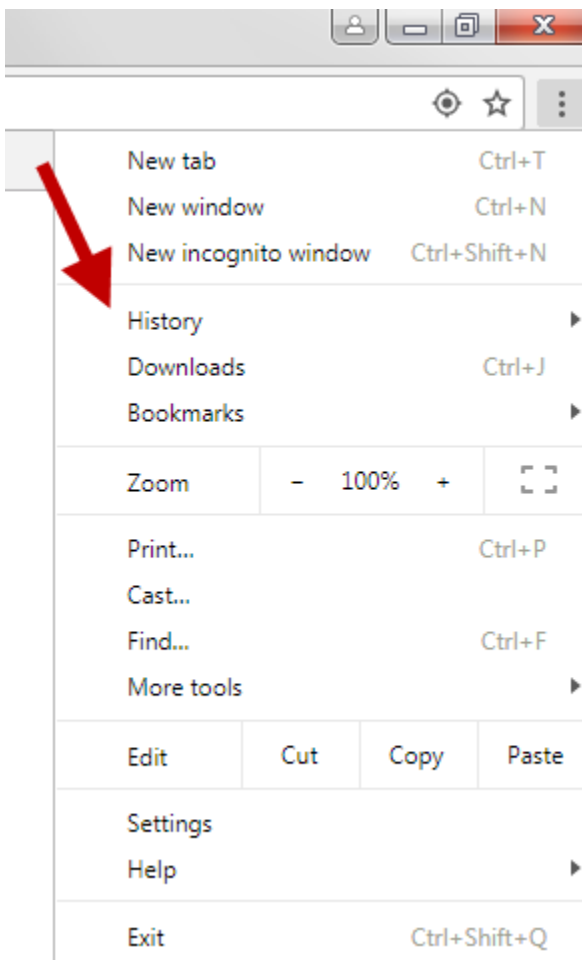 New tab Ctrl+T
New window Ctrl+N
New incognito window Ctrl+Shift+N
History
Downloads Ctrl+J
Bookmarks
Zoom – 100% +
Print... Ctrl+P
Cast...
Find... Ctrl+F
More tools
Edit Cut Copy Paste
Settings
Help
Exit Ctrl+Shift+Q